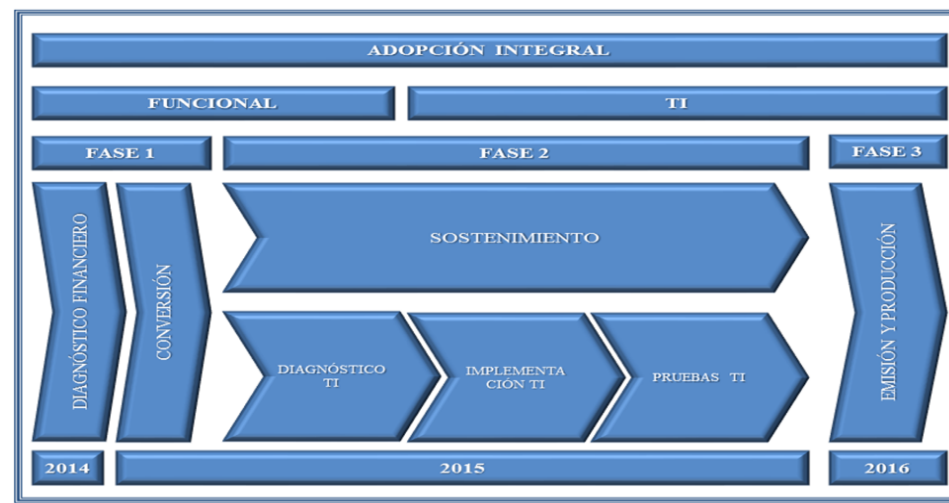 ADOPCIÓN INTEGRAL
FUNCIONAL
TI
FASE 1
FASE 2
FASE 3
DIAGNÓSTICO FINANCIERO
CONVERSIÓN
SOSTENIMIENTO
DIAGNÓSTICO
TI
IMPLEMENTA
CIÓN TI
PRUEBAS TI
EMISIÓN Y PRODUCCIÓN
2014
2015
2016